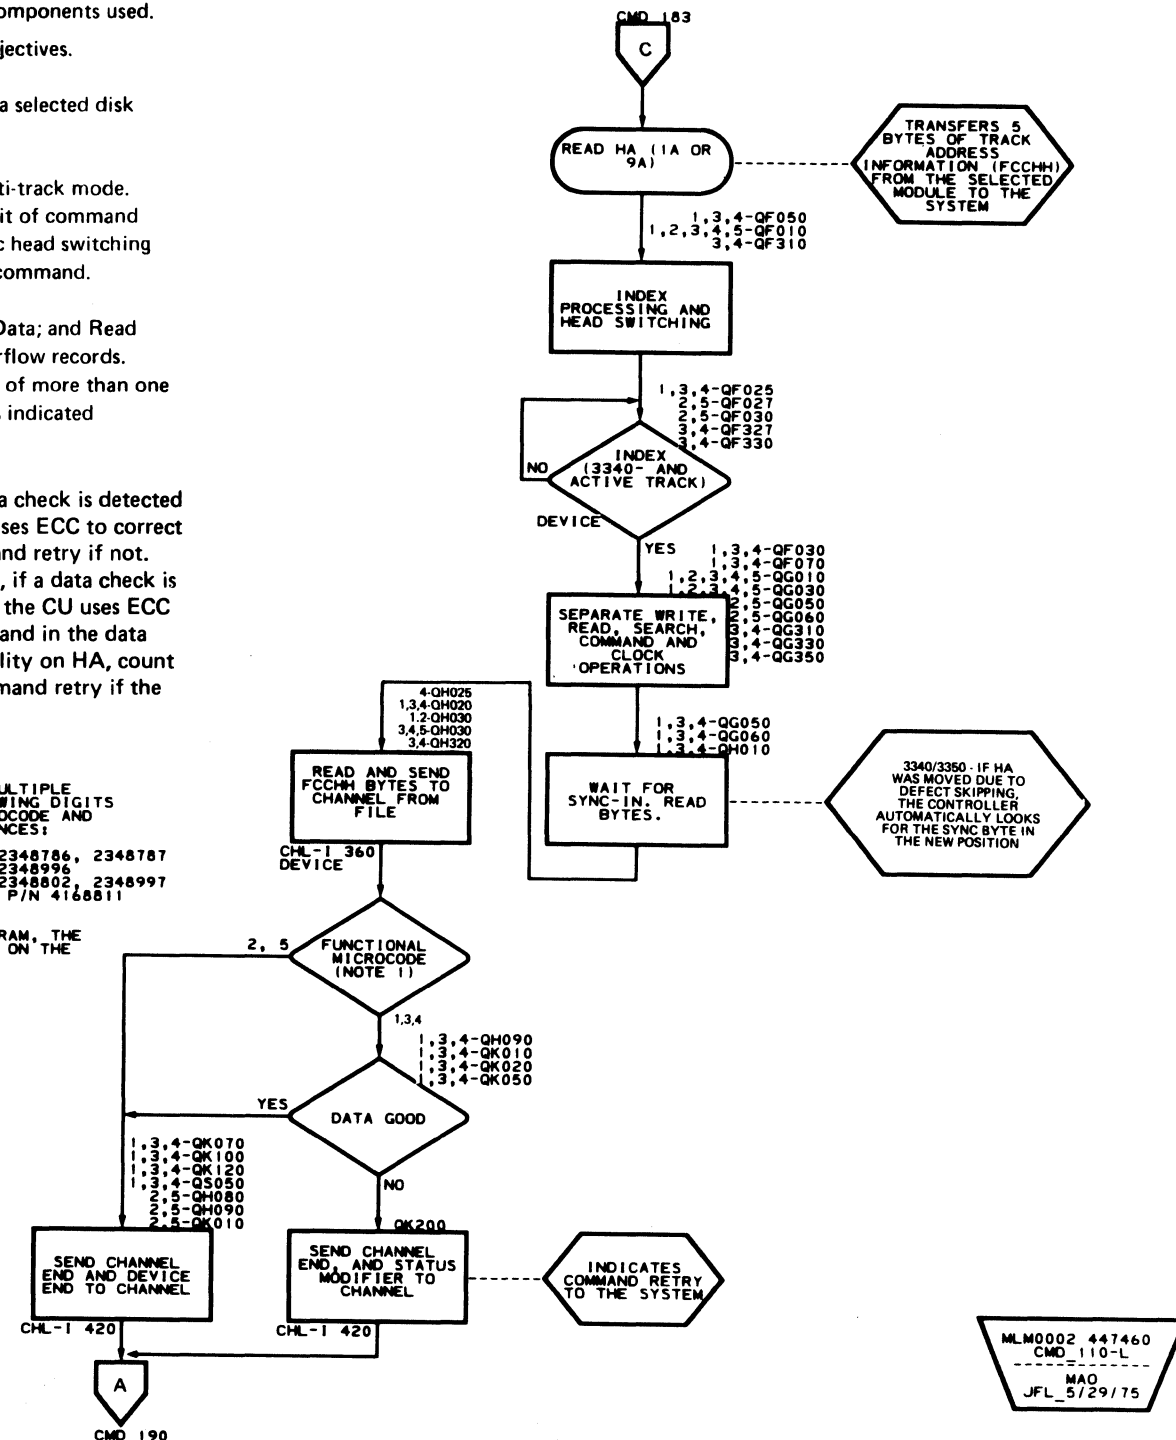 omponents used.
jectives.
a selected disk
ti-track mode.
it of command
c head switching
command.
Data; and Read
rflow records.
of more than one
indicated
a check is detected
ses ECC to correct
and retry if not.
, if a data check is
the CU uses ECC
and in the data
lity on HA, count
mand retry if the
ULTIPLE
WING DIGITS
OCODE AND
NCES:
2348786, 2348787
2348996
2348802, 2348997
P/N 4168811
RAM, THE
ON THE
CMD 183
C
READ HA (1A OR
9A)
TRANSFERS 5
BYTES OF TRACK
ADDRESS
INFORMATION (FCCHH)
FROM THE SELECTED
MODULE TO THE
SYSTEM
1,3,4-QF050
1,2,3,4,5-QF010
3,4-QF310
INDEX
PROCESSING AND
HEAD SWITCHING
1,3,4-QF025
2,5-QF027
2,5-QF030
3,4-QF327
3,4-QF330
INDEX
(3340- AND
ACTIVE TRACK)
NO
DEVICE
YES
1,3,4-QF030
1,3,4-QF070
1,2,3,4,5-QG010
1,2,3,4,5-QG030
2,5-QG050
2,5-QG060
3,4-QG310
3,4-QG330
3,4-QG350
SEPARATE WRITE,
READ, SEARCH,
COMMAND AND
CLOCK
OPERATIONS
1,3,4-QG050
1,3,4-QG060
1,3,4-QH010
WAIT FOR
SYNC-IN. READ
BYTES.
3340/3350 - IF HA
WAS MOVED DUE TO
DEFECT SKIPPING,
THE CONTROLLER
AUTOMATICALLY LOOKS
FOR THE SYNC BYTE IN
THE NEW POSITION
4-QH025
1,3,4-QH020
1.2-QH030
3,4,5-QH030
3,4-QH320
READ AND SEND
FCCHH BYTES TO
CHANNEL FROM
FILE
CHL-I 360
DEVICE
2, 5
FUNCTIONAL
MICROCODE
(NOTE 1)
1,3,4
1,3,4-QH090
1,3,4-QK010
1,3,4-QK020
1,3,4-QK050
YES
DATA GOOD
NO
1,3,4-QK070
1,3,4-QK100
1,3,4-QK120
1,3,4-QS050
2,5-QH080
2,5-QH090
2,5-QK010
SEND CHANNEL
END AND DEVICE
END TO CHANNEL
CHL-I 420
QK200
SEND CHANNEL
END, AND STATUS
MODIFIER TO
CHANNEL
CHL-I 420
INDICATES
COMMAND RETRY
TO THE SYSTEM
A
CMD 190
MLM0002_447460
CMD_110-L
MAO
JFL_5/29/75